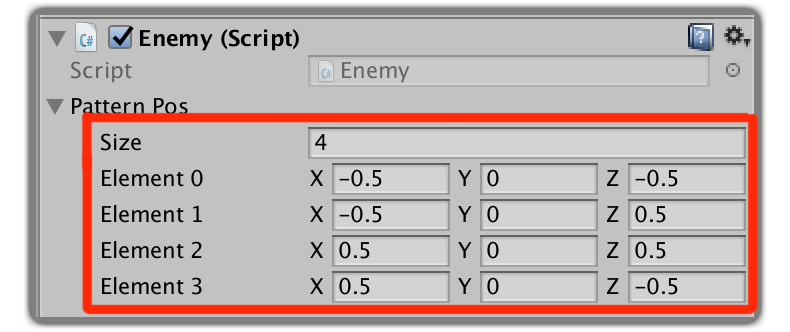 Enemy (Script)
Script Enemy
Pattern Pos
Size 4
Element 0 X -0.5 Y 0 Z -0.5
Element 1 X -0.5 Y 0 Z 0.5
Element 2 X 0.5 Y 0 Z 0.5
Element 3 X 0.5 Y 0 Z -0.5